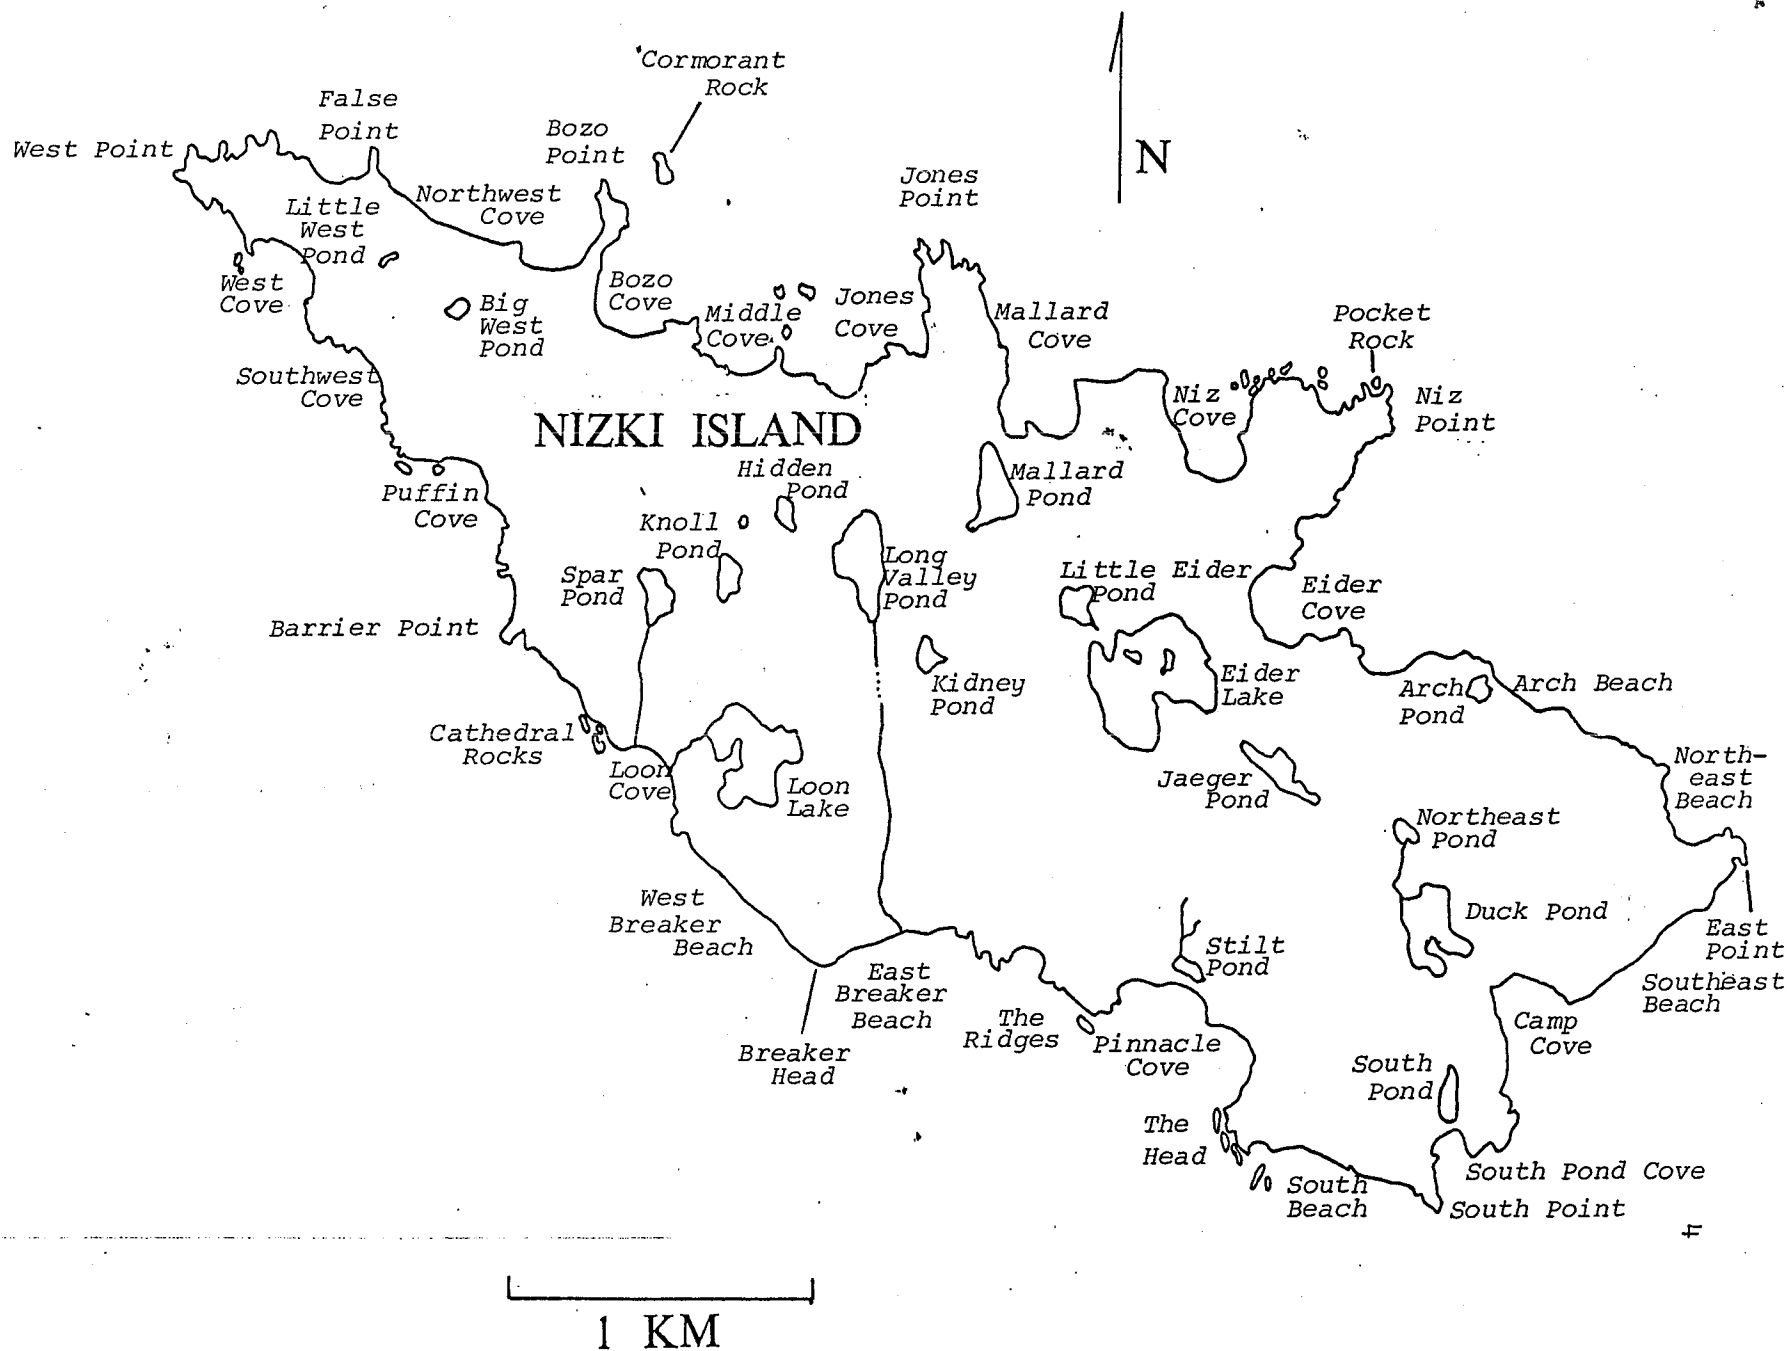 Cormorant
Rock
False
Point
West Point
Bozo
Point
N
Jones
Point
Northwest
Cove
Little
West
Pond
West
Cove
Big
West
Pond
Bozo
Cove
Middle
Cove
Jones
Cove
Mallard
Cove
Pocket
Rock
Southwest
Cove
Niz
Cove
Niz
Point
NIZKI ISLAND
Hidden
Pond
Mallard
Pond
Puffin
Cove
Knoll
Pond
Spar
Pond
Long
Valley
Pond
Little Eider
Pond
Eider
Cove
Barrier Point
Kidney
Pond
Eider
Lake
Arch
Pond
Arch Beach
Cathedral
Rocks
Loon
Cove
Loon
Lake
Jaeger
Pond
North-
east
Beach
Northeast
Pond
West
Breaker
Beach
Duck Pond
East
Point
Stilt
Pond
East
Breaker
Beach
Southeast
Beach
The
Ridges
Pinnacle
Cove
Camp
Cove
Breaker
Head
South
Pond
The
Head
South Pond Cove
South
Beach
South Point
1 KM